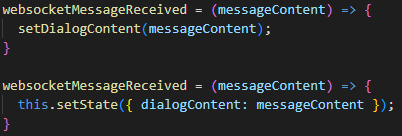 websocketMessageReceived = (messageContent) => {
  setDialogContent(messageContent);
}
websocketMessageReceived = (messageContent) => {
  this.setState({ dialogContent: messageContent });
}